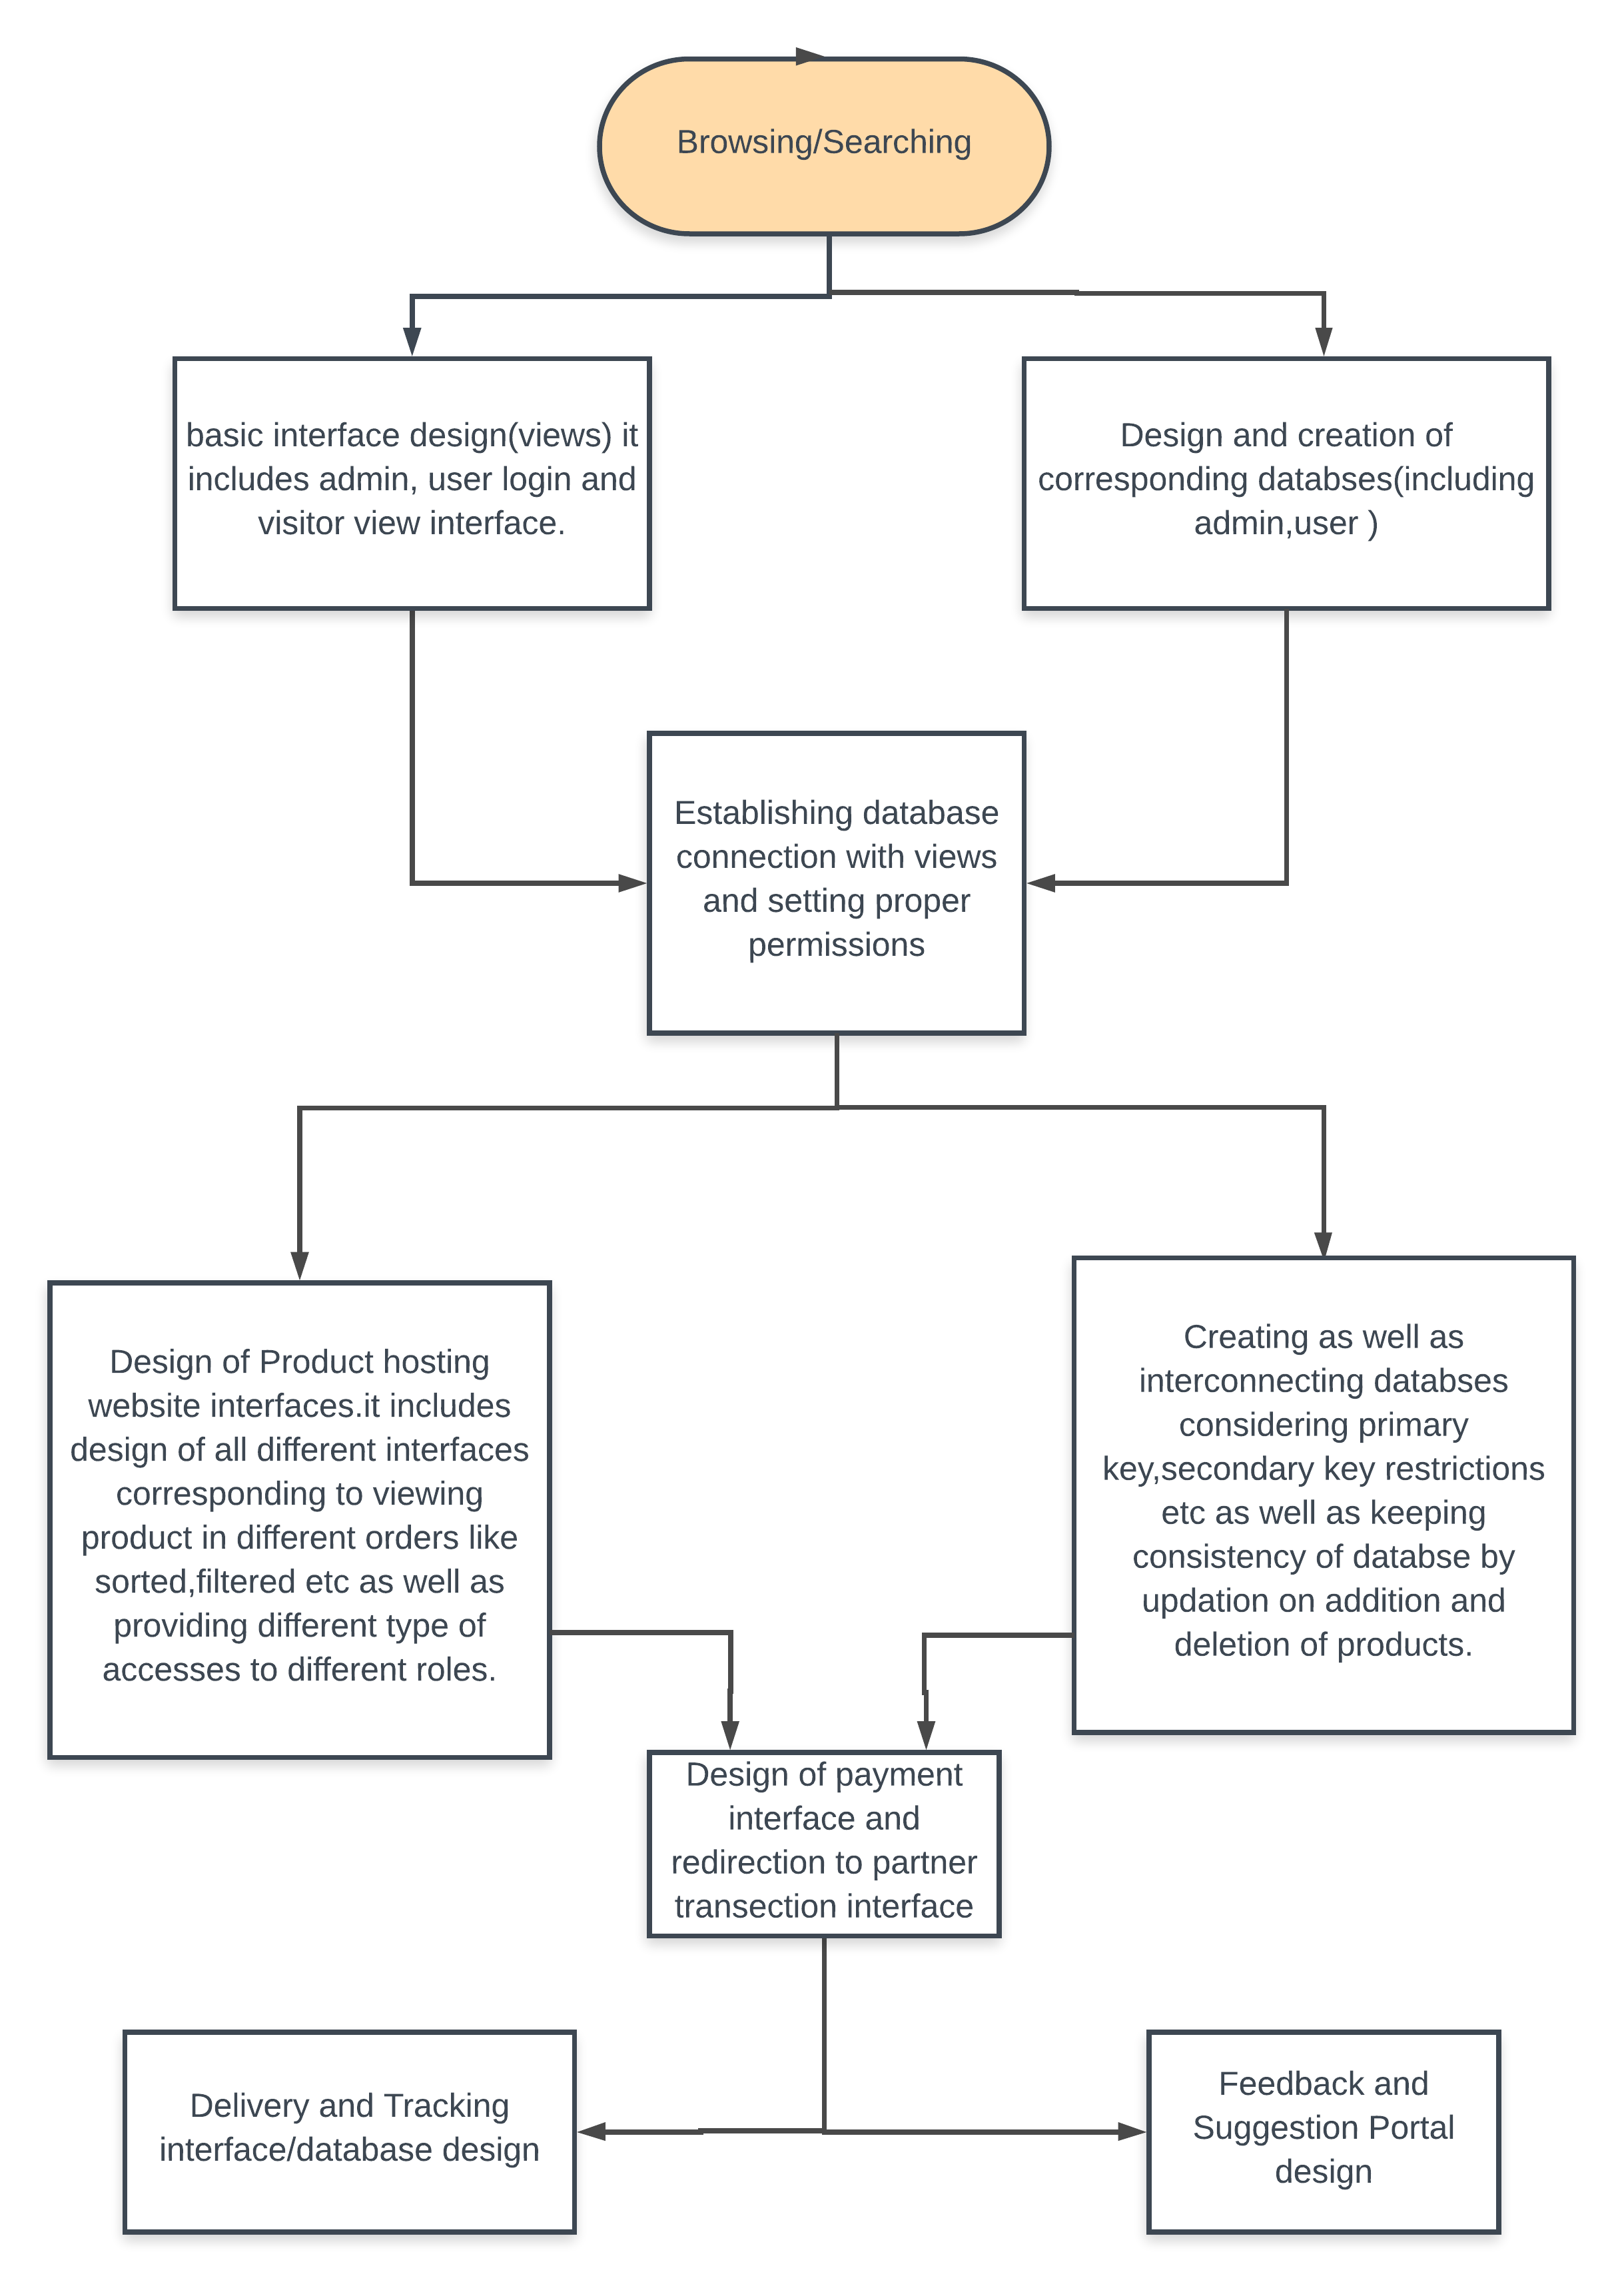 Browsing/Searching
basic interface design(views) it
includes admin, user login and
visitor view interface.
Design and creation of
corresponding databses(including
admin,user )
Establishing database
connection with views
and setting proper
permissions
Design of Product hosting
website interfaces.it includes
design of all different interfaces
corresponding to viewing
product in different orders like
sorted,filtered etc as well as
providing different type of
accesses to different roles.
Creating as well as
interconnecting databses
considering primary
key,secondary key restrictions
etc as well as keeping
consistency of databse by
updation on addition and
deletion of products.
Design of payment
interface and
redirection to partner
transection interface
Delivery and Tracking
interface/database design
Feedback and
Suggestion Portal
design